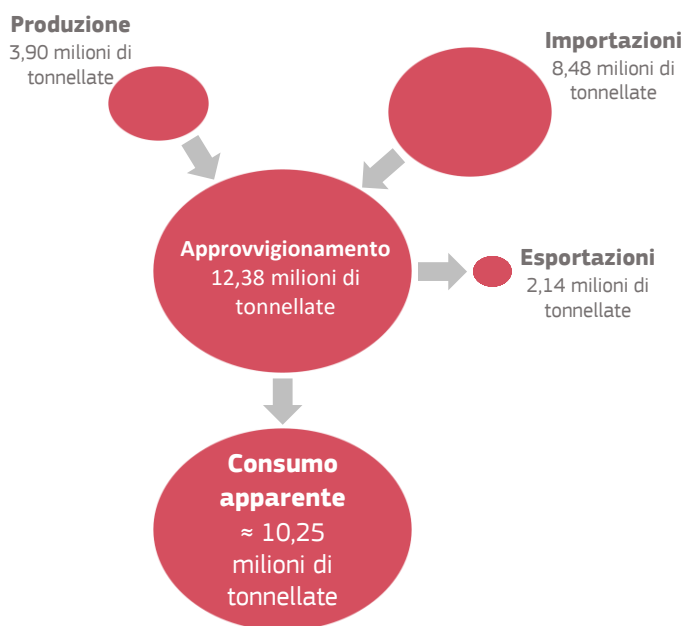 Produzione
3,90 milioni di
tonnellate
Importazioni
8,48 milioni di
tonnellate
Approvvigionamento
12,38 milioni di
tonnellate
Esportazioni
2,14 milioni di
tonnellate
Consumo
apparente
≈ 10,25
milioni di
tonnellate